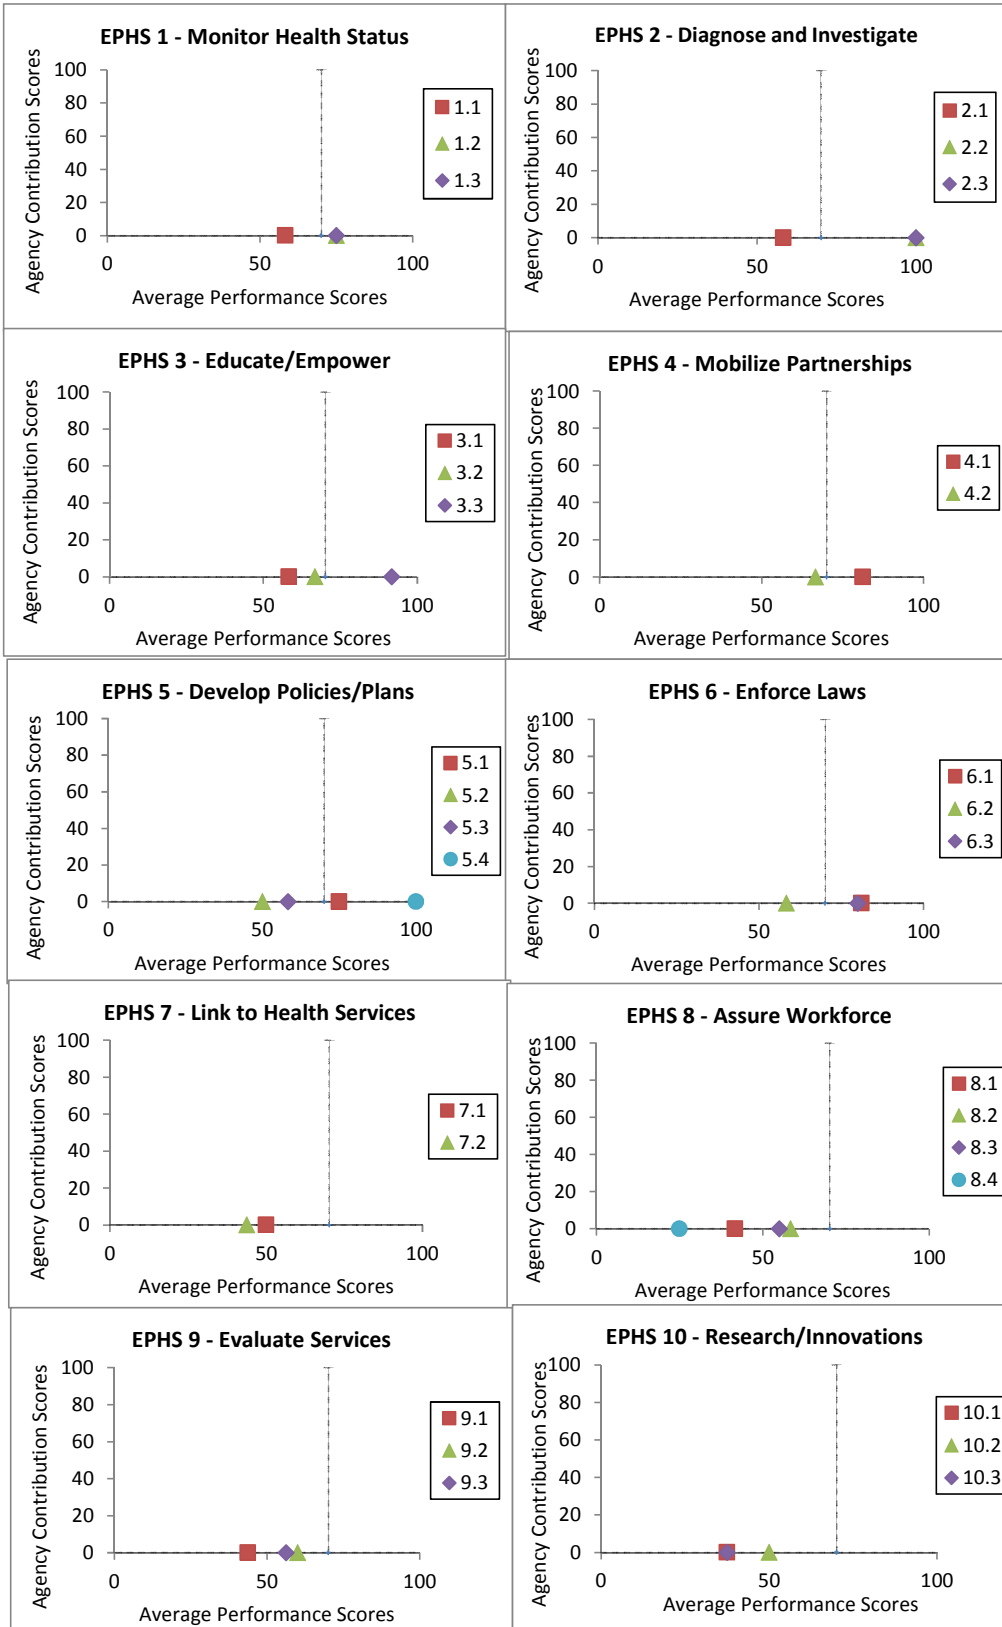 EPHS 1 - Monitor Health Status
Agency Contribution Scores
100
80
60
40
20
0
0 50 100
Average Performance Scores
1.1
1.2
1.3
EPHS 2 - Diagnose and Investigate
Agency Contribution Scores
100
80
60
40
20
0
0 50 100
Average Performance Scores
2.1
2.2
2.3
EPHS 3 - Educate/Empower
Agency Contribution Scores
100
80
60
40
20
0
0 50 100
Average Performance Scores
3.1
3.2
3.3
EPHS 4 - Mobilize Partnerships
Agency Contribution Scores
100
80
60
40
20
0
0 50 100
Average Performance Scores
4.1
4.2
EPHS 5 - Develop Policies/Plans
Agency Contribution Scores
100
80
60
40
20
0
0 50 100
Average Performance Scores
5.1
5.2
5.3
5.4
EPHS 6 - Enforce Laws
Agency Contribution Scores
100
80
60
40
20
0
0 50 100
Average Performance Scores
6.1
6.2
6.3
EPHS 7 - Link to Health Services
Agency Contribution Scores
100
80
60
40
20
0
0 50 100
Average Performance Scores
7.1
7.2
EPHS 8 - Assure Workforce
Agency Contribution Scores
100
80
60
40
20
0
0 50 100
Average Performance Scores
8.1
8.2
8.3
8.4
EPHS 9 - Evaluate Services
Agency Contribution Scores
100
80
60
40
20
0
0 50 100
Average Performance Scores
9.1
9.2
9.3
EPHS 10 - Research/Innovations
Agency Contribution Scores
100
80
60
40
20
0
0 50 100
Average Performance Scores
10.1
10.2
10.3